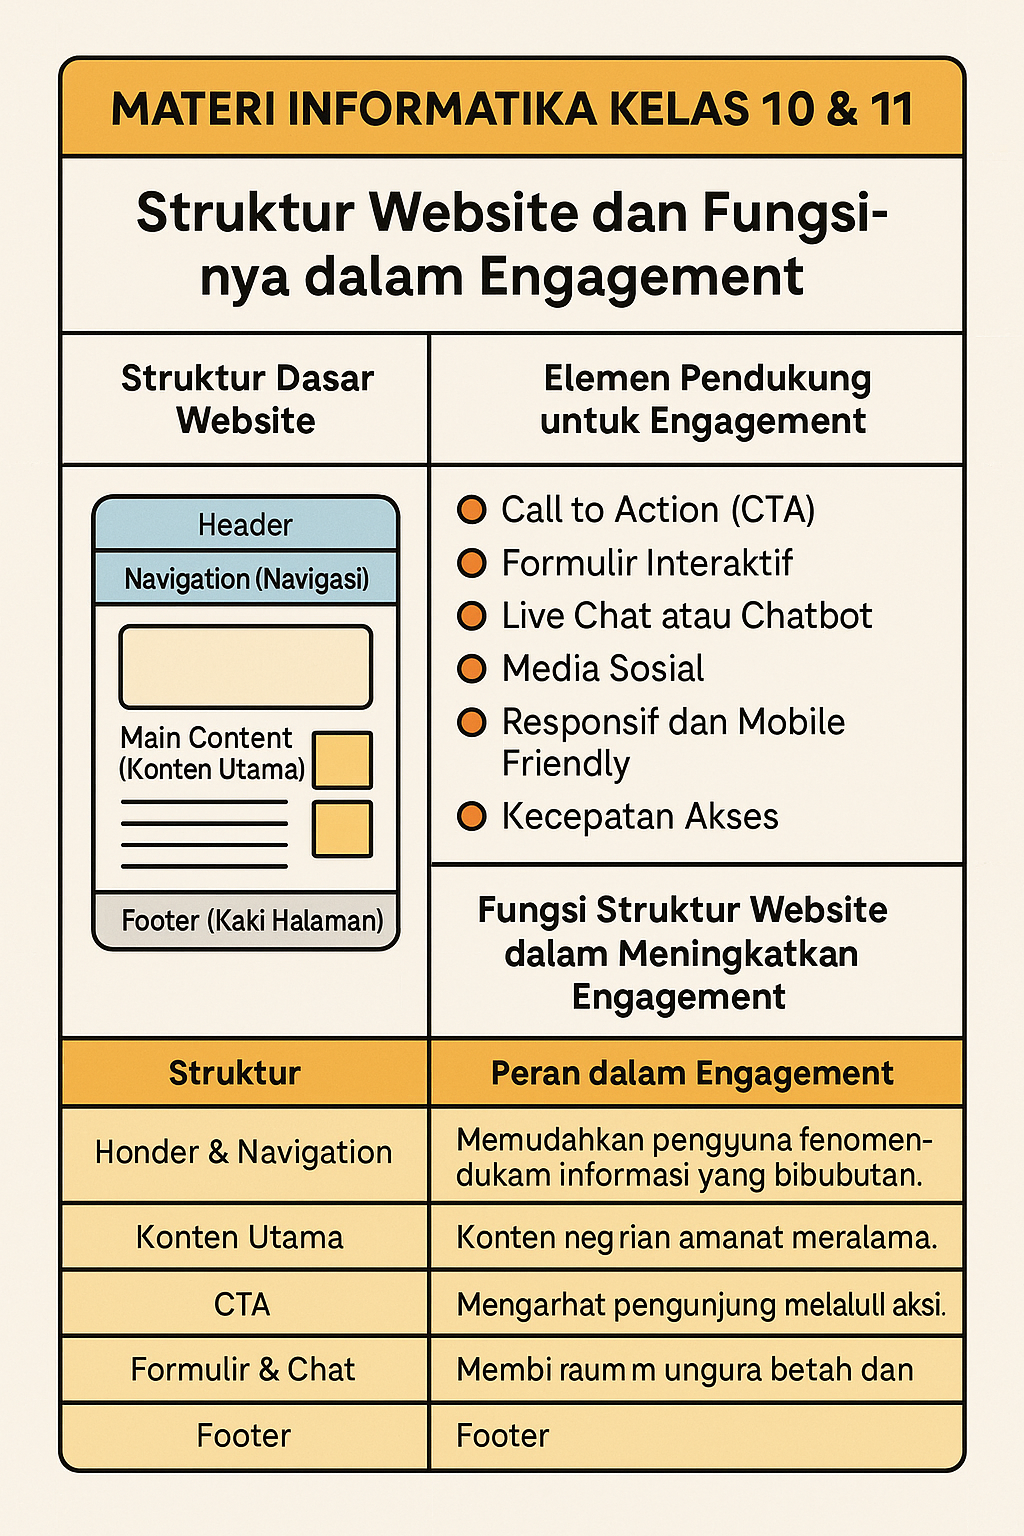 MATERI INFORMATIKA KELAS 10 & 11
Struktur Website dan Fungsi-
nya dalam Engagement
Struktur Dasar
Website
Header
Navigation (Navigasi)
Main Content
(Konten Utama)
Footer (Kaki Halaman)
Elemen Pendukung
untuk Engagement
Call to Action (CTA)
Formulir Interaktif
Live Chat atau Chatbot
Media Sosial
Responsif dan Mobile
Friendly
Kecepatan Akses
Fungsi Struktur Website
dalam Meningkatkan
Engagement
Struktur
Peran dalam Engagement
Honder & Navigation
Memudahkan pengyuna fenomen-
dukam informasi yang bibubutan.
Konten Utama
Konten neg rian amanat meralama.
CTA
Mengarhat pengunjung melalull aksi.
Formulir & Chat
Membi raum m ungura betah dan
Footer
Footer